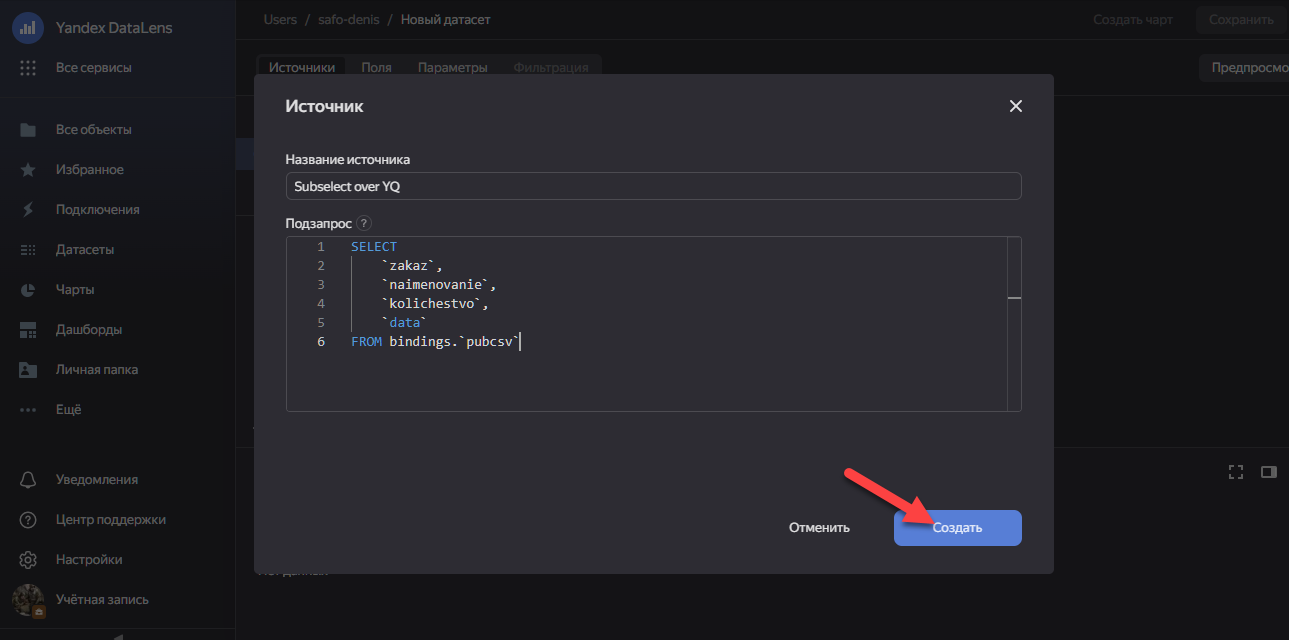 Yandex DataLens
Users / safo-denis / Новый датасет
Создать чарт
Сохранить
Все сервисы
Источники
Поля
Параметры
Фильтрация
Предпросмо
Источник
Все объекты
Избранное
Подключения
Датасеты
Чарты
Дашборды
Личная папка
Ещё
Уведомления
Центр поддержки
Настройки
Учётная запись
Название источника
Subselect over YQ
Подзапрос ?
1 SELECT
2 `zakaz`,
3 `naimenovanie`,
4 `kolichestvo`,
5 `data`
6 FROM bindings.`pubcsv`
Отменить
Создать